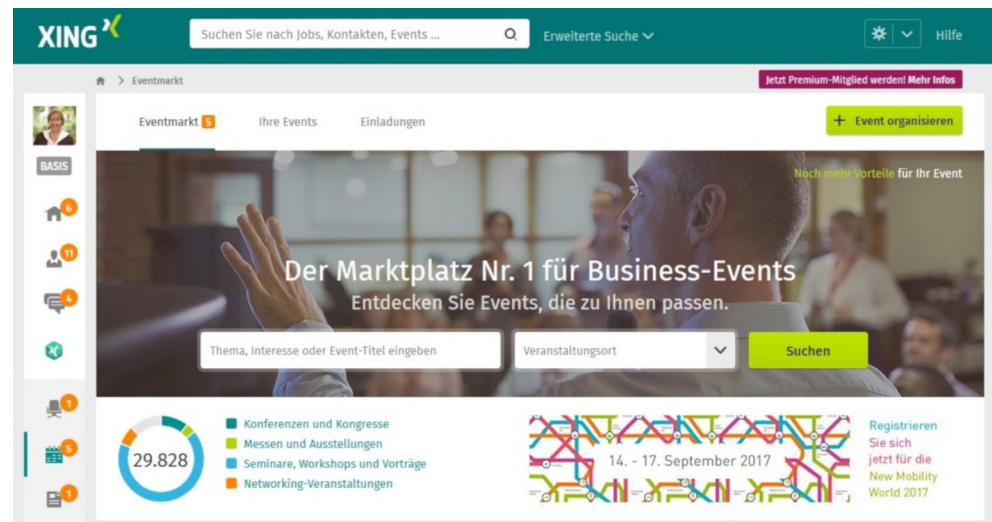 XING
Suchen Sie nach Jobs, Kontakten, Events ...
Erweiterte Suche
Hilfe
> Eventmarkt
Jetzt Premium-Mitglied werden! Mehr Infos
Eventmarkt 5
Ihre Events
Einladungen
+ Event organisieren
BASIS
Noch mehr Vorteile für Ihr Event
6
11
4
1
5
1
Der Marktplatz Nr. 1 für Business-Events
Entdecken Sie Events, die zu Ihnen passen.
Thema, Interesse oder Event-Titel eingeben
Veranstaltungsort
Suchen
29.828
Konferenzen und Kongresse
Messen und Ausstellungen
Seminare, Workshops und Vorträge
Networking-Veranstaltungen
14. - 17. September 2017
Registrieren
Sie sich
jetzt für die
New Mobility
World 2017